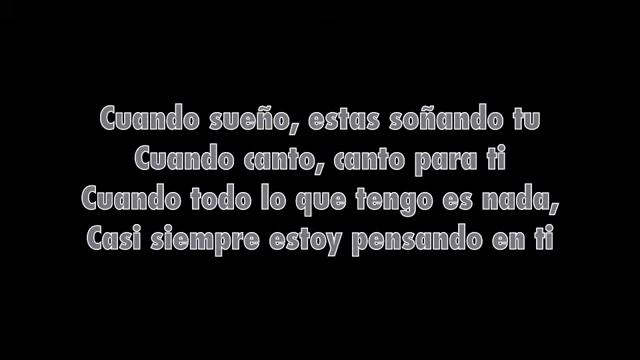 Cuando sueño, estas soñando tu
Cuando canto, canto para ti
Cuando todo lo que tengo es nada,
Casi siempre estoy pensando en ti